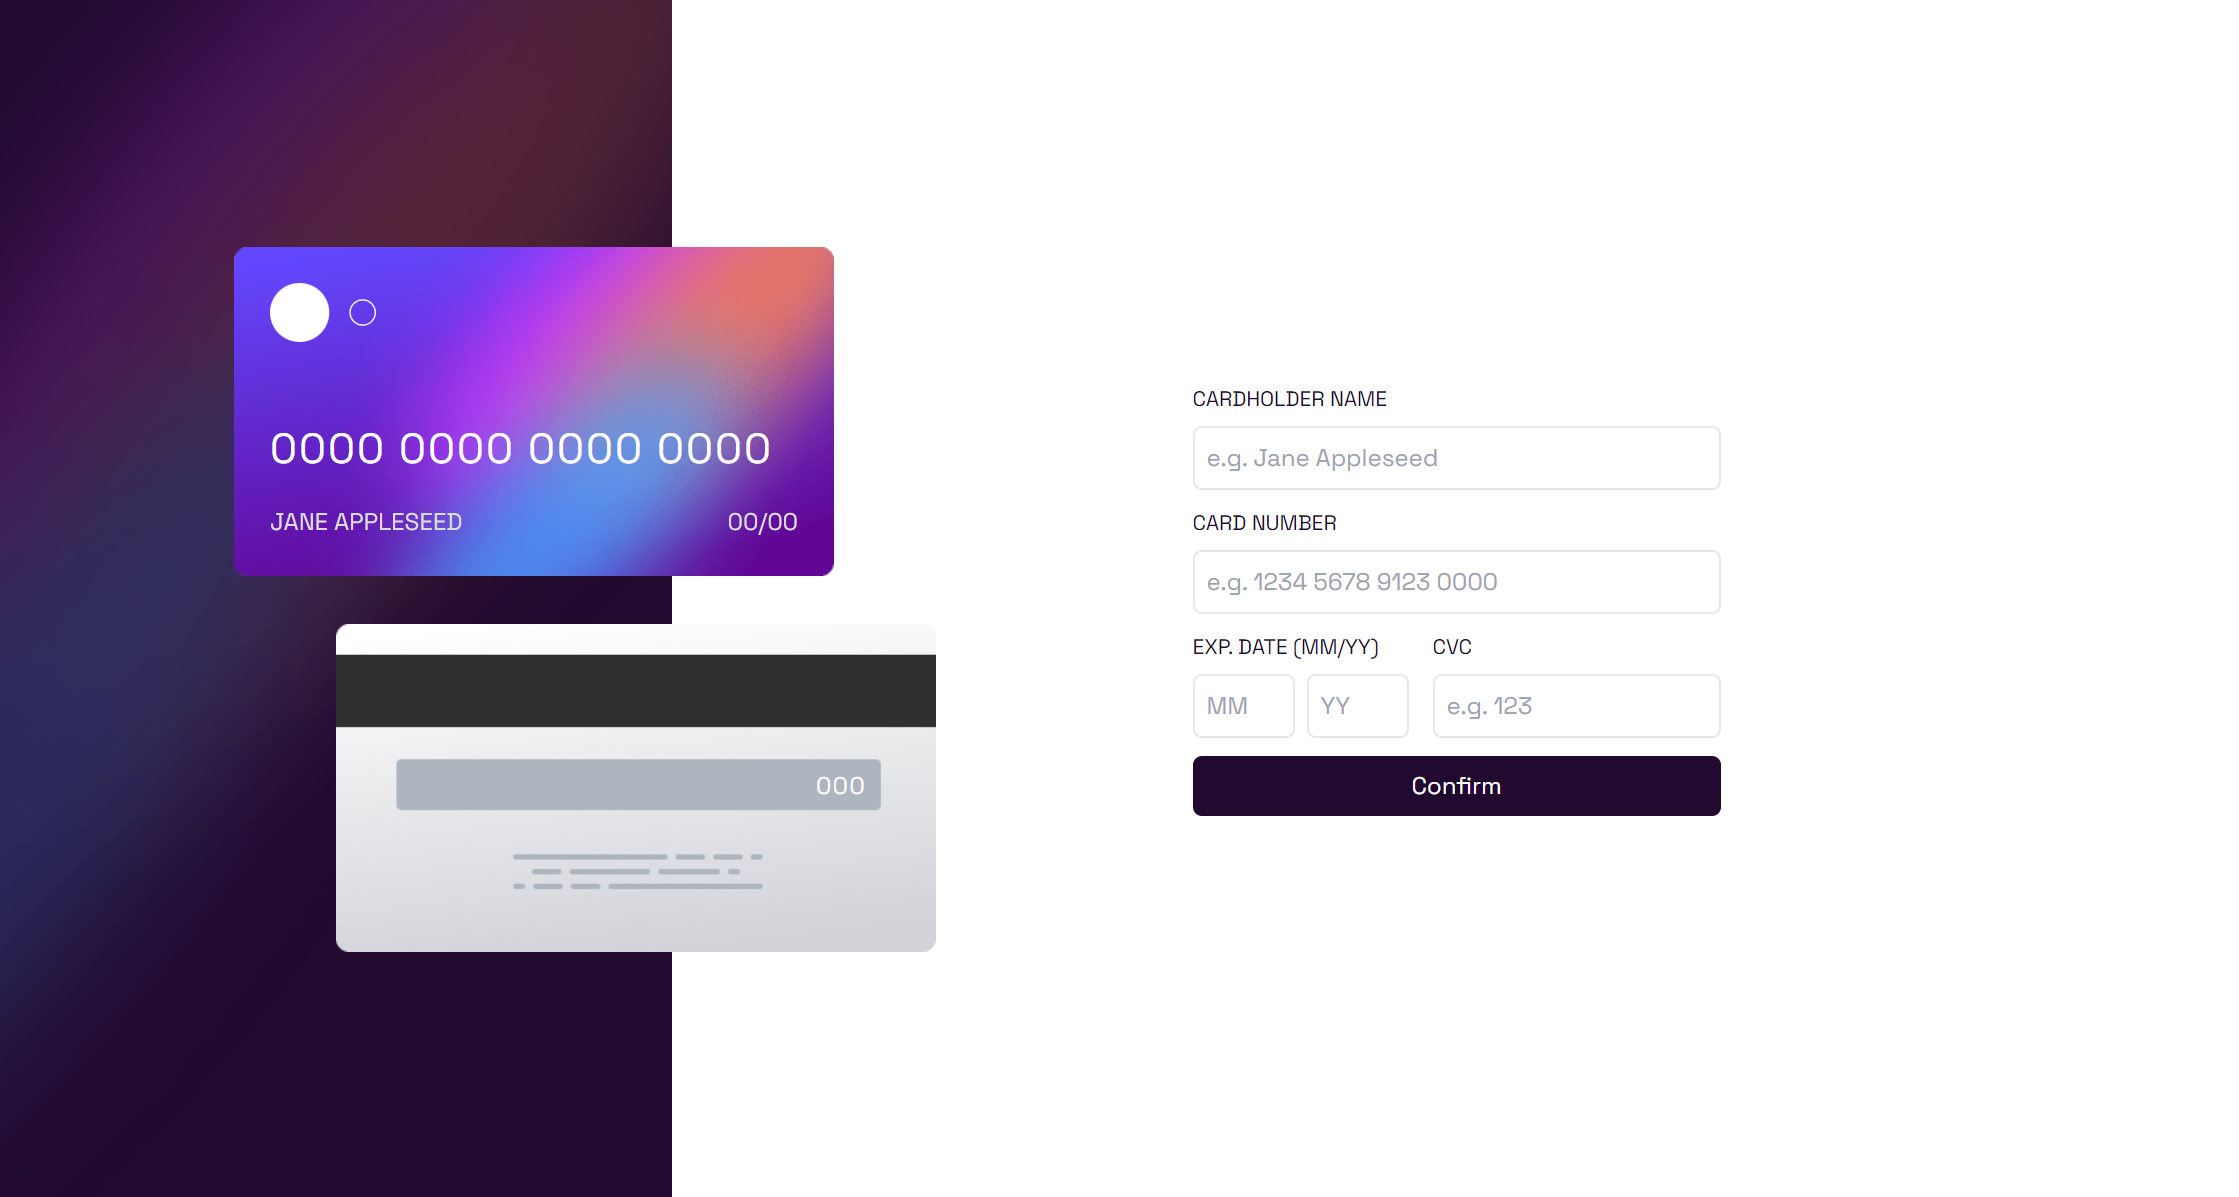 0000 0000 0000 0000
JANE APPLESEED 00/00
000
CARDHOLDER NAME
e.g. Jane Appleseed
CARD NUMBER
e.g. 1234 5678 9123 0000
EXP. DATE (MM/YY) CVC
MM YY e.g. 123
Confirm